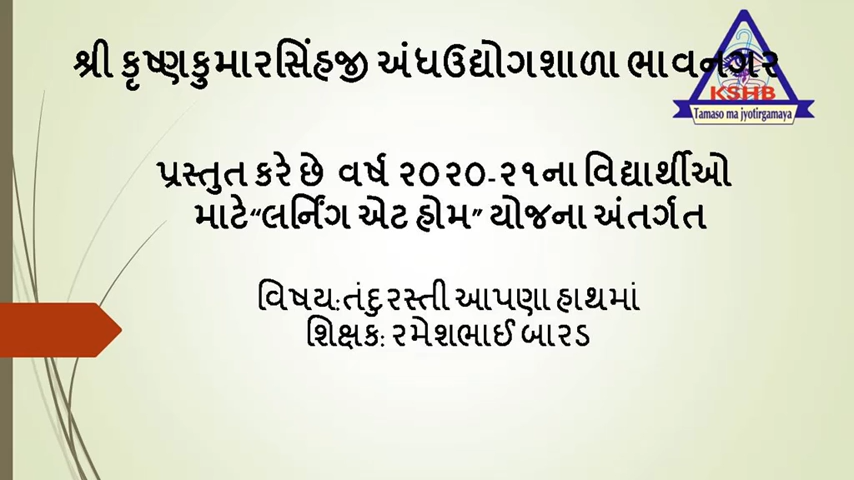 શ્રી કૃષ્ણકુમારસિંહજી અંધઉદ્યોગશાળા ભાવનગર
KSHB
Tamaso ma jyotirgamaya
પ્રસ્તુત કરે છે વર્ષ ૨૦૨૦-૨૧ના વિદ્યાર્થીઓ
માટે“લર્નિંગ એટ હોમ” યોજના અંતર્ગત
વિષય:તંદુરસ્તી આપણા હાથમાં
શિક્ષક: રમેશભાઈ બારડ